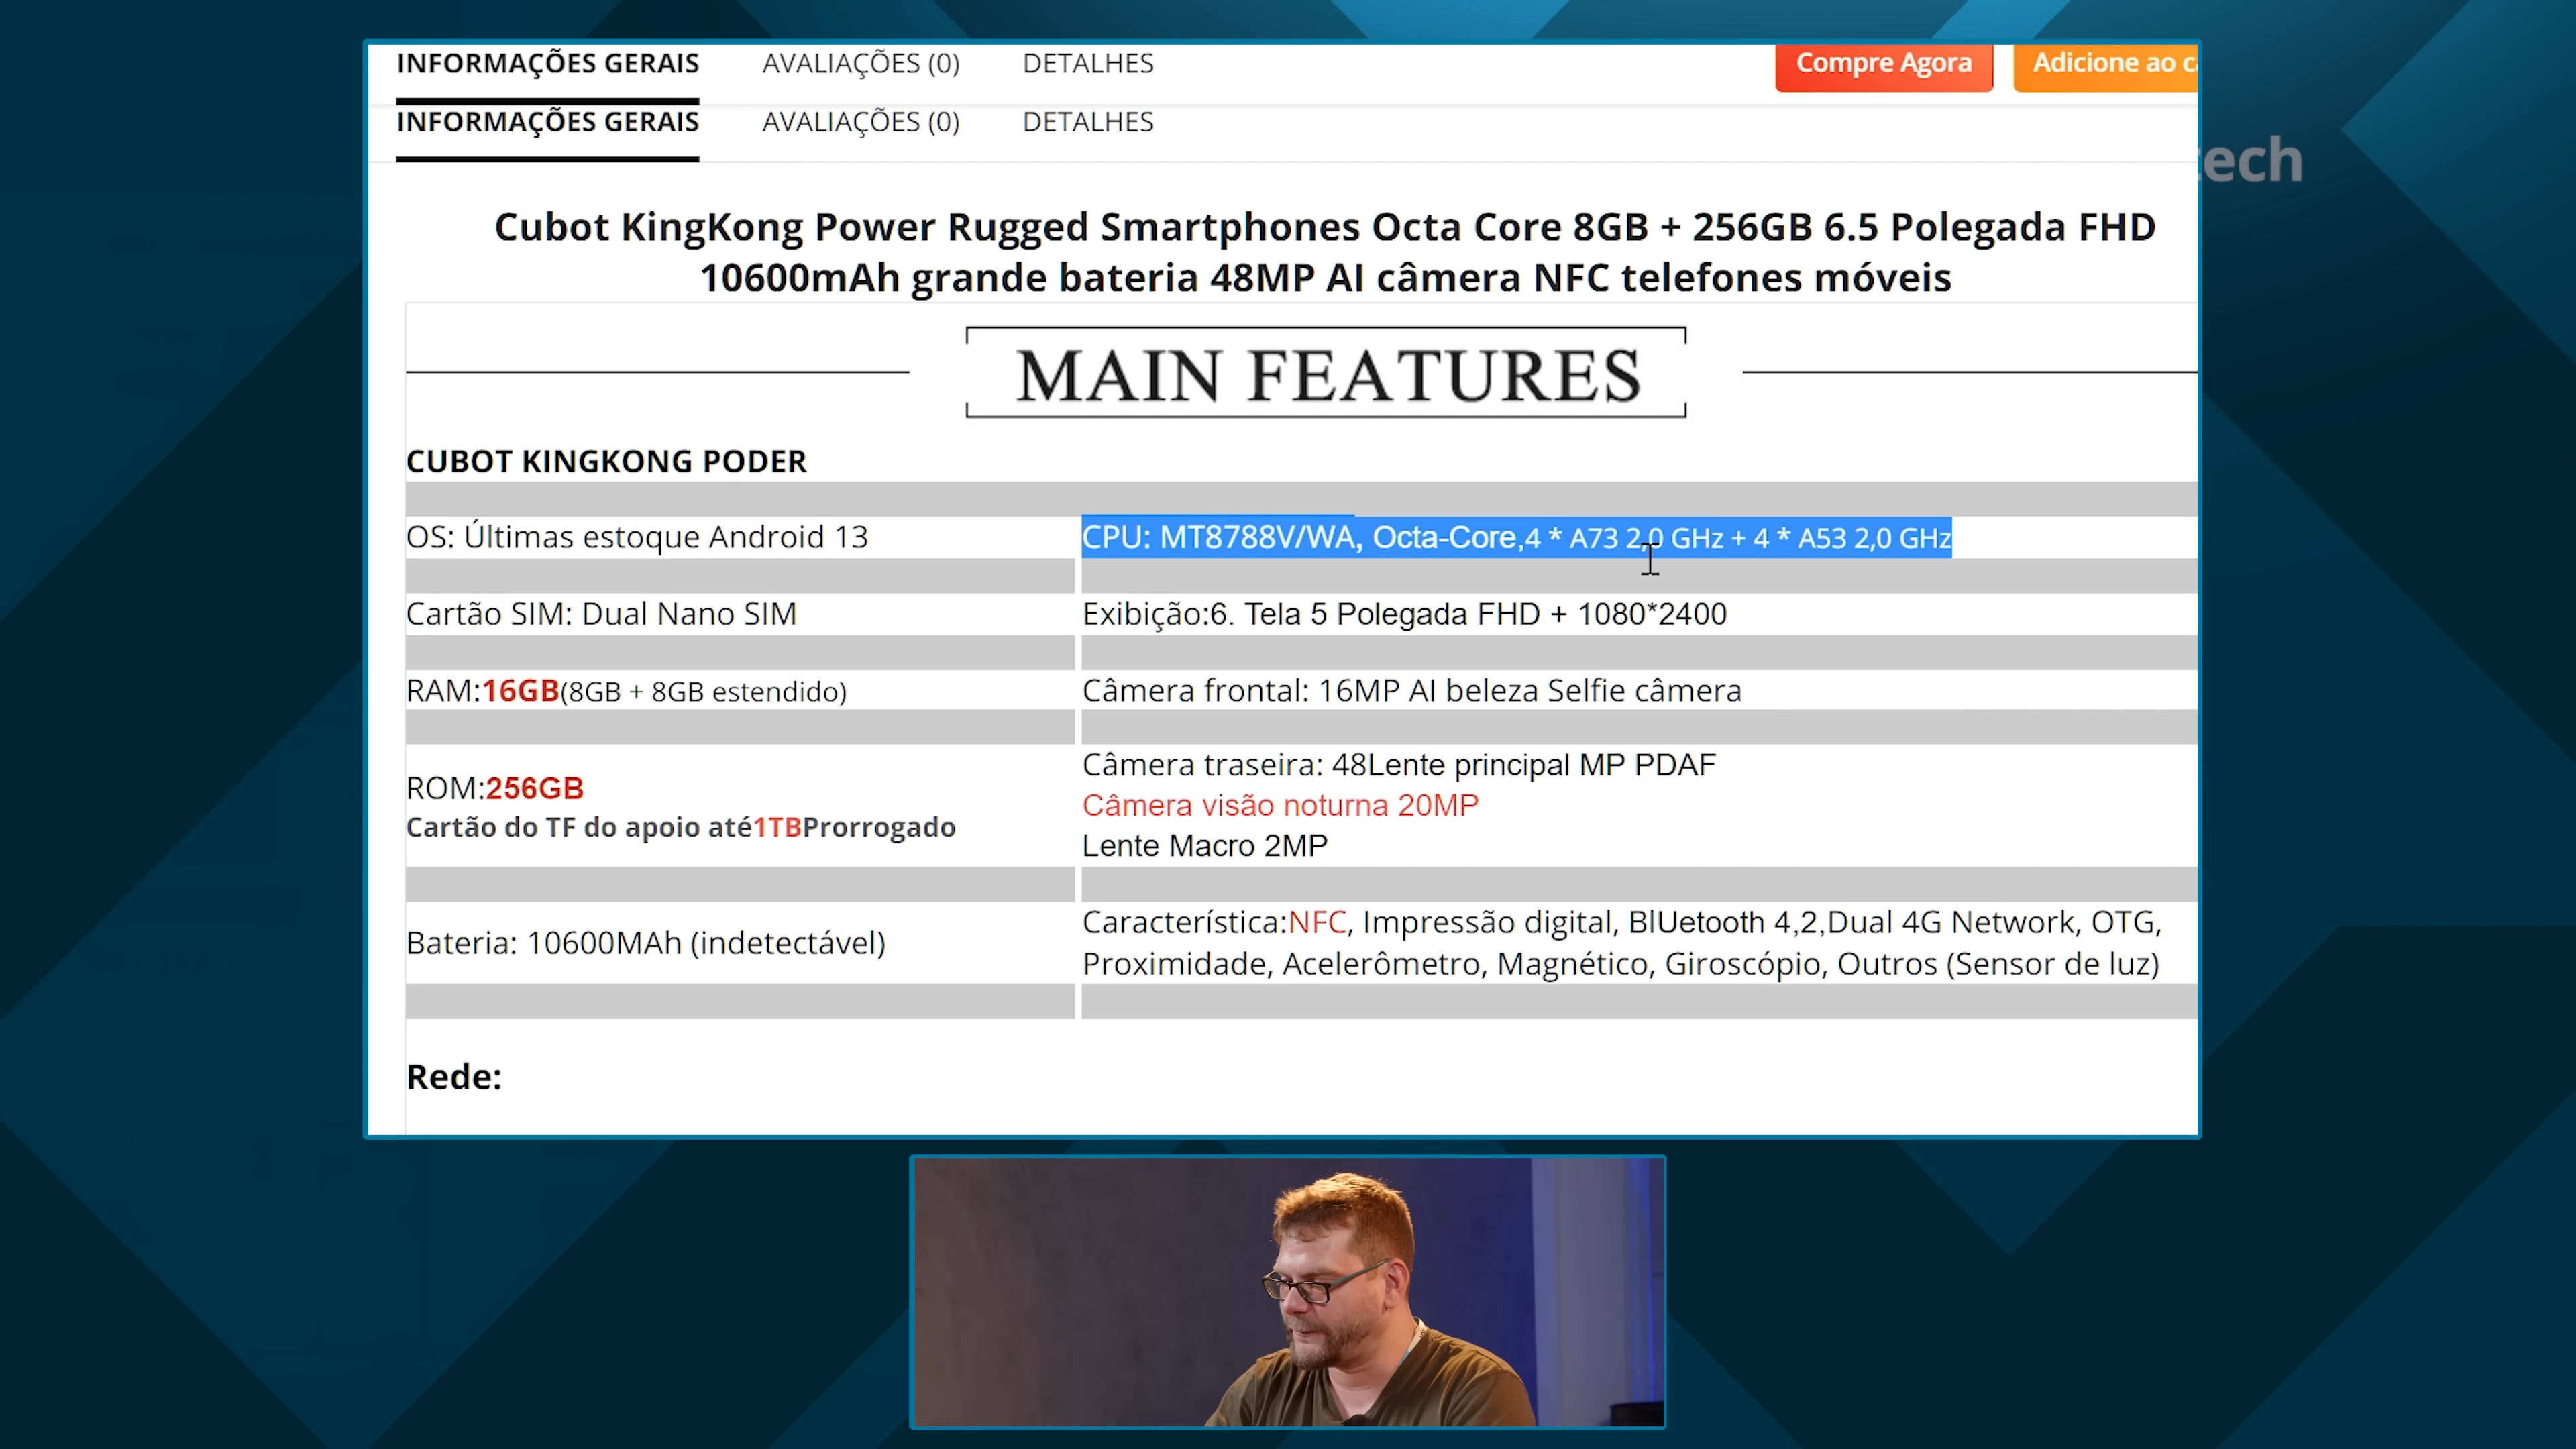 INFORMAÇÕES GERAIS AVALIAÇÕES (0) DETALHES Compre Agora Adicione ao
INFORMAÇÕES GERAIS AVALIAÇÕES (0) DETALHES
tech
Cubot KingKong Power Rugged Smartphones Octa Core 8GB + 256GB 6.5 Polegada FHD
10600mAh grande bateria 48MP AI câmera NFC telefones móveis
MAIN FEATURES
CUBOT KINGKONG PODER
OS: Últimas estoque Android 13
CPU: MT8788V/WA, Octa-Core,4 * A73 2,0 GHz + 4 * A53 2,0 GHz
Cartão SIM: Dual Nano SIM
Exibição:6. Tela 5 Polegada FHD + 1080*2400
RAM:16GB(8GB + 8GB estendido)
Câmera frontal: 16MP AI beleza Selfie câmera
ROM:256GB
Cartão do TF do apoio até1TBProrrogado
Câmera traseira: 48Lente principal MP PDAF
Câmera visão noturna 20MP
Lente Macro 2MP
Bateria: 10600MAh (indetectável)
Característica:NFC, Impressão digital, BlUetooth 4,2,Dual 4G Network, OTG,
Proximidade, Acelerômetro, Magnético, Giroscópio, Outros (Sensor de luz)
Rede: